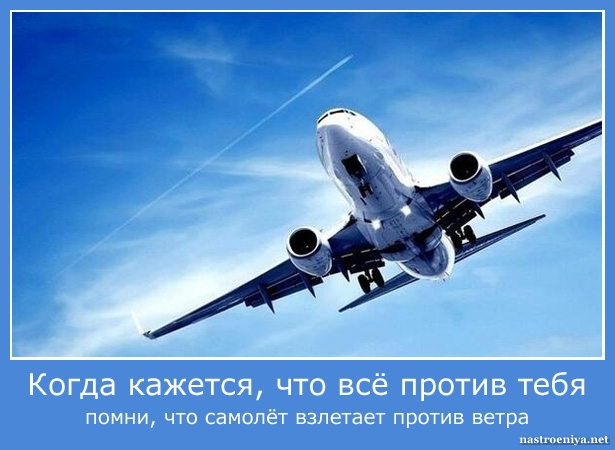 Когда кажется, что всё против тебя
помни, что самолёт взлетает против ветра
nastroeniya.net